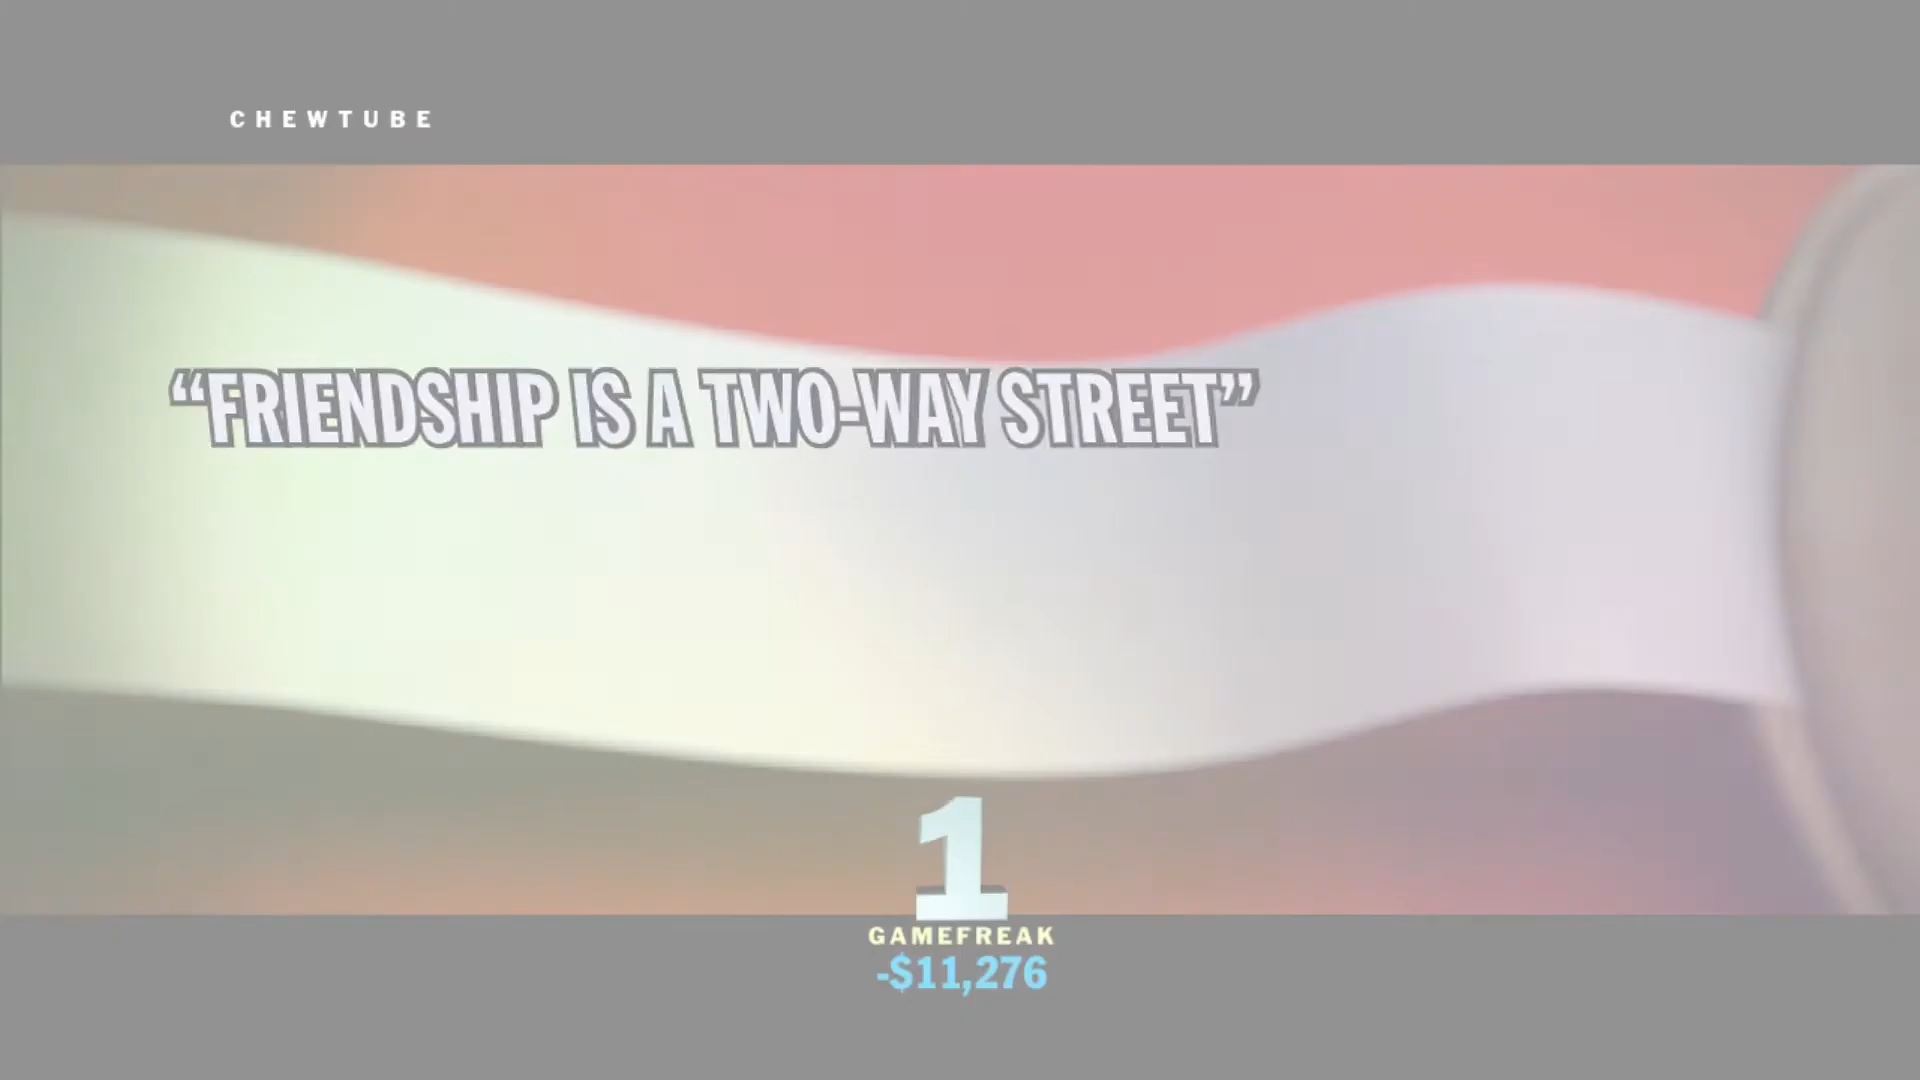 CHEWTUBE
“FRIENDSHIP IS A TWO-WAY STREET”
1
GAMEFREAK
-$11,276